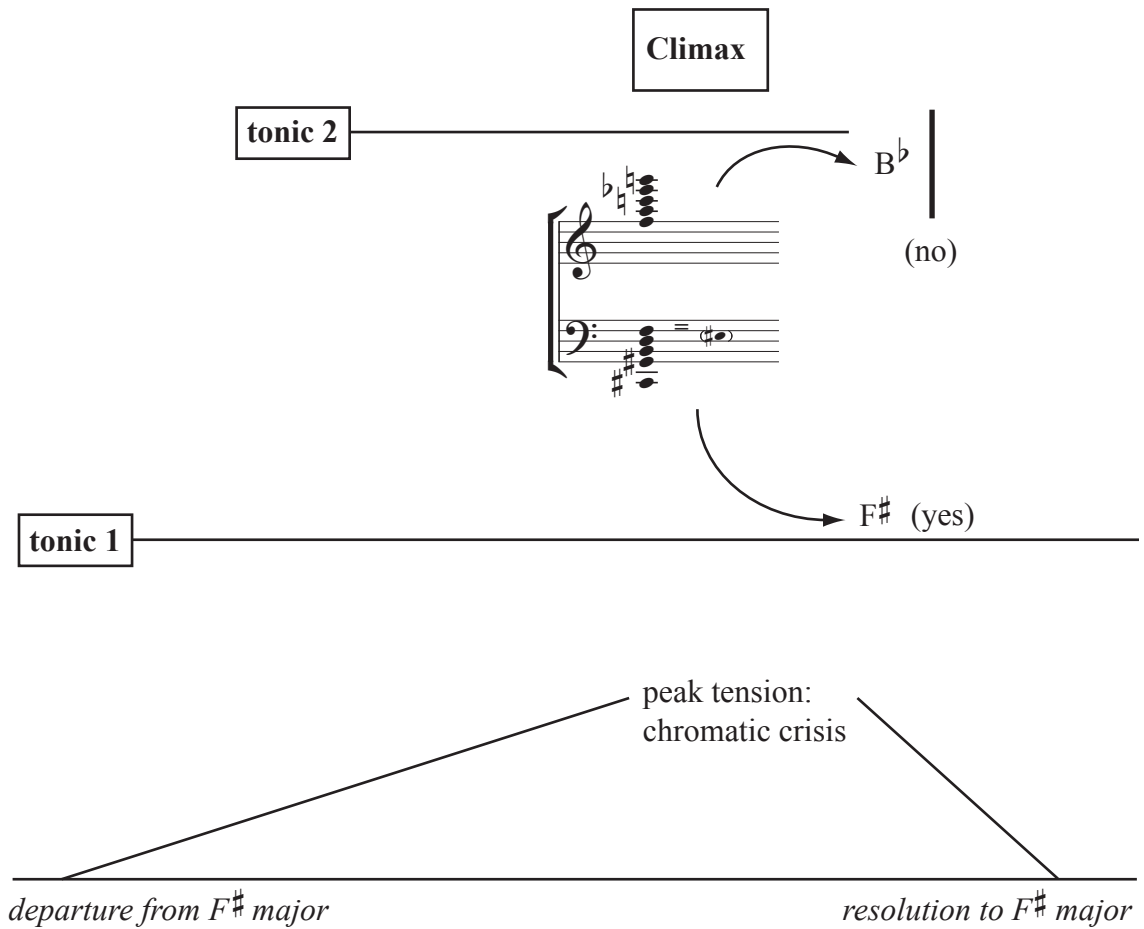 Climax
tonic 2
B♭
(no)
=
F♯ (yes)
tonic 1
peak tension:
chromatic crisis
departure from F♯ major
resolution to F♯ major